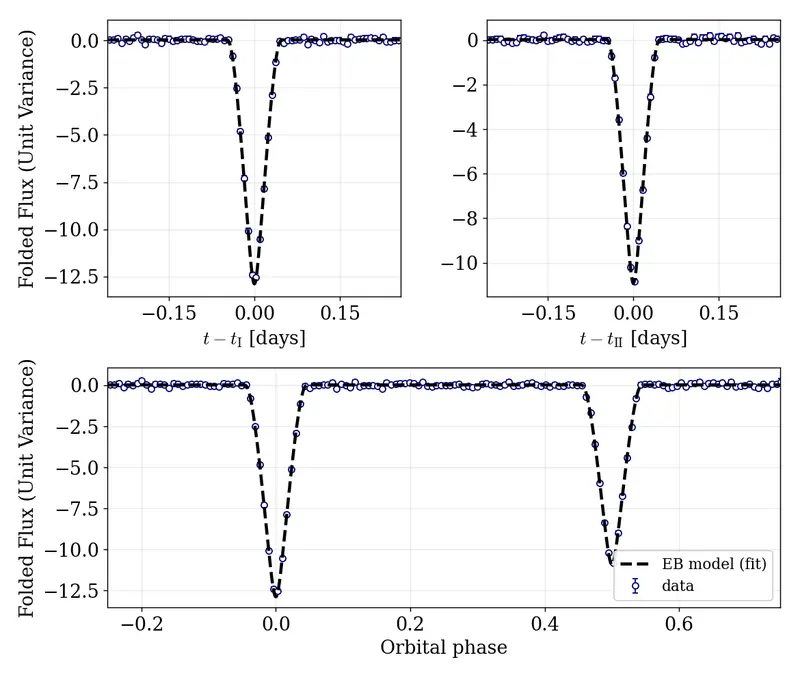 Folded Flux (Unit Variance)
0.0
−2.5
−5.0
−7.5
−10.0
−12.5
−0.15 0.00 0.15
t − tI [days]
0
−2
−4
−6
−8
−10
−0.15 0.00 0.15
t − tII [days]
Folded Flux (Unit Variance)
0.0
−2.5
−5.0
−7.5
−10.0
−12.5
EB model (fit)
data
−0.2 0.0 0.2 0.4 0.6
Orbital phase